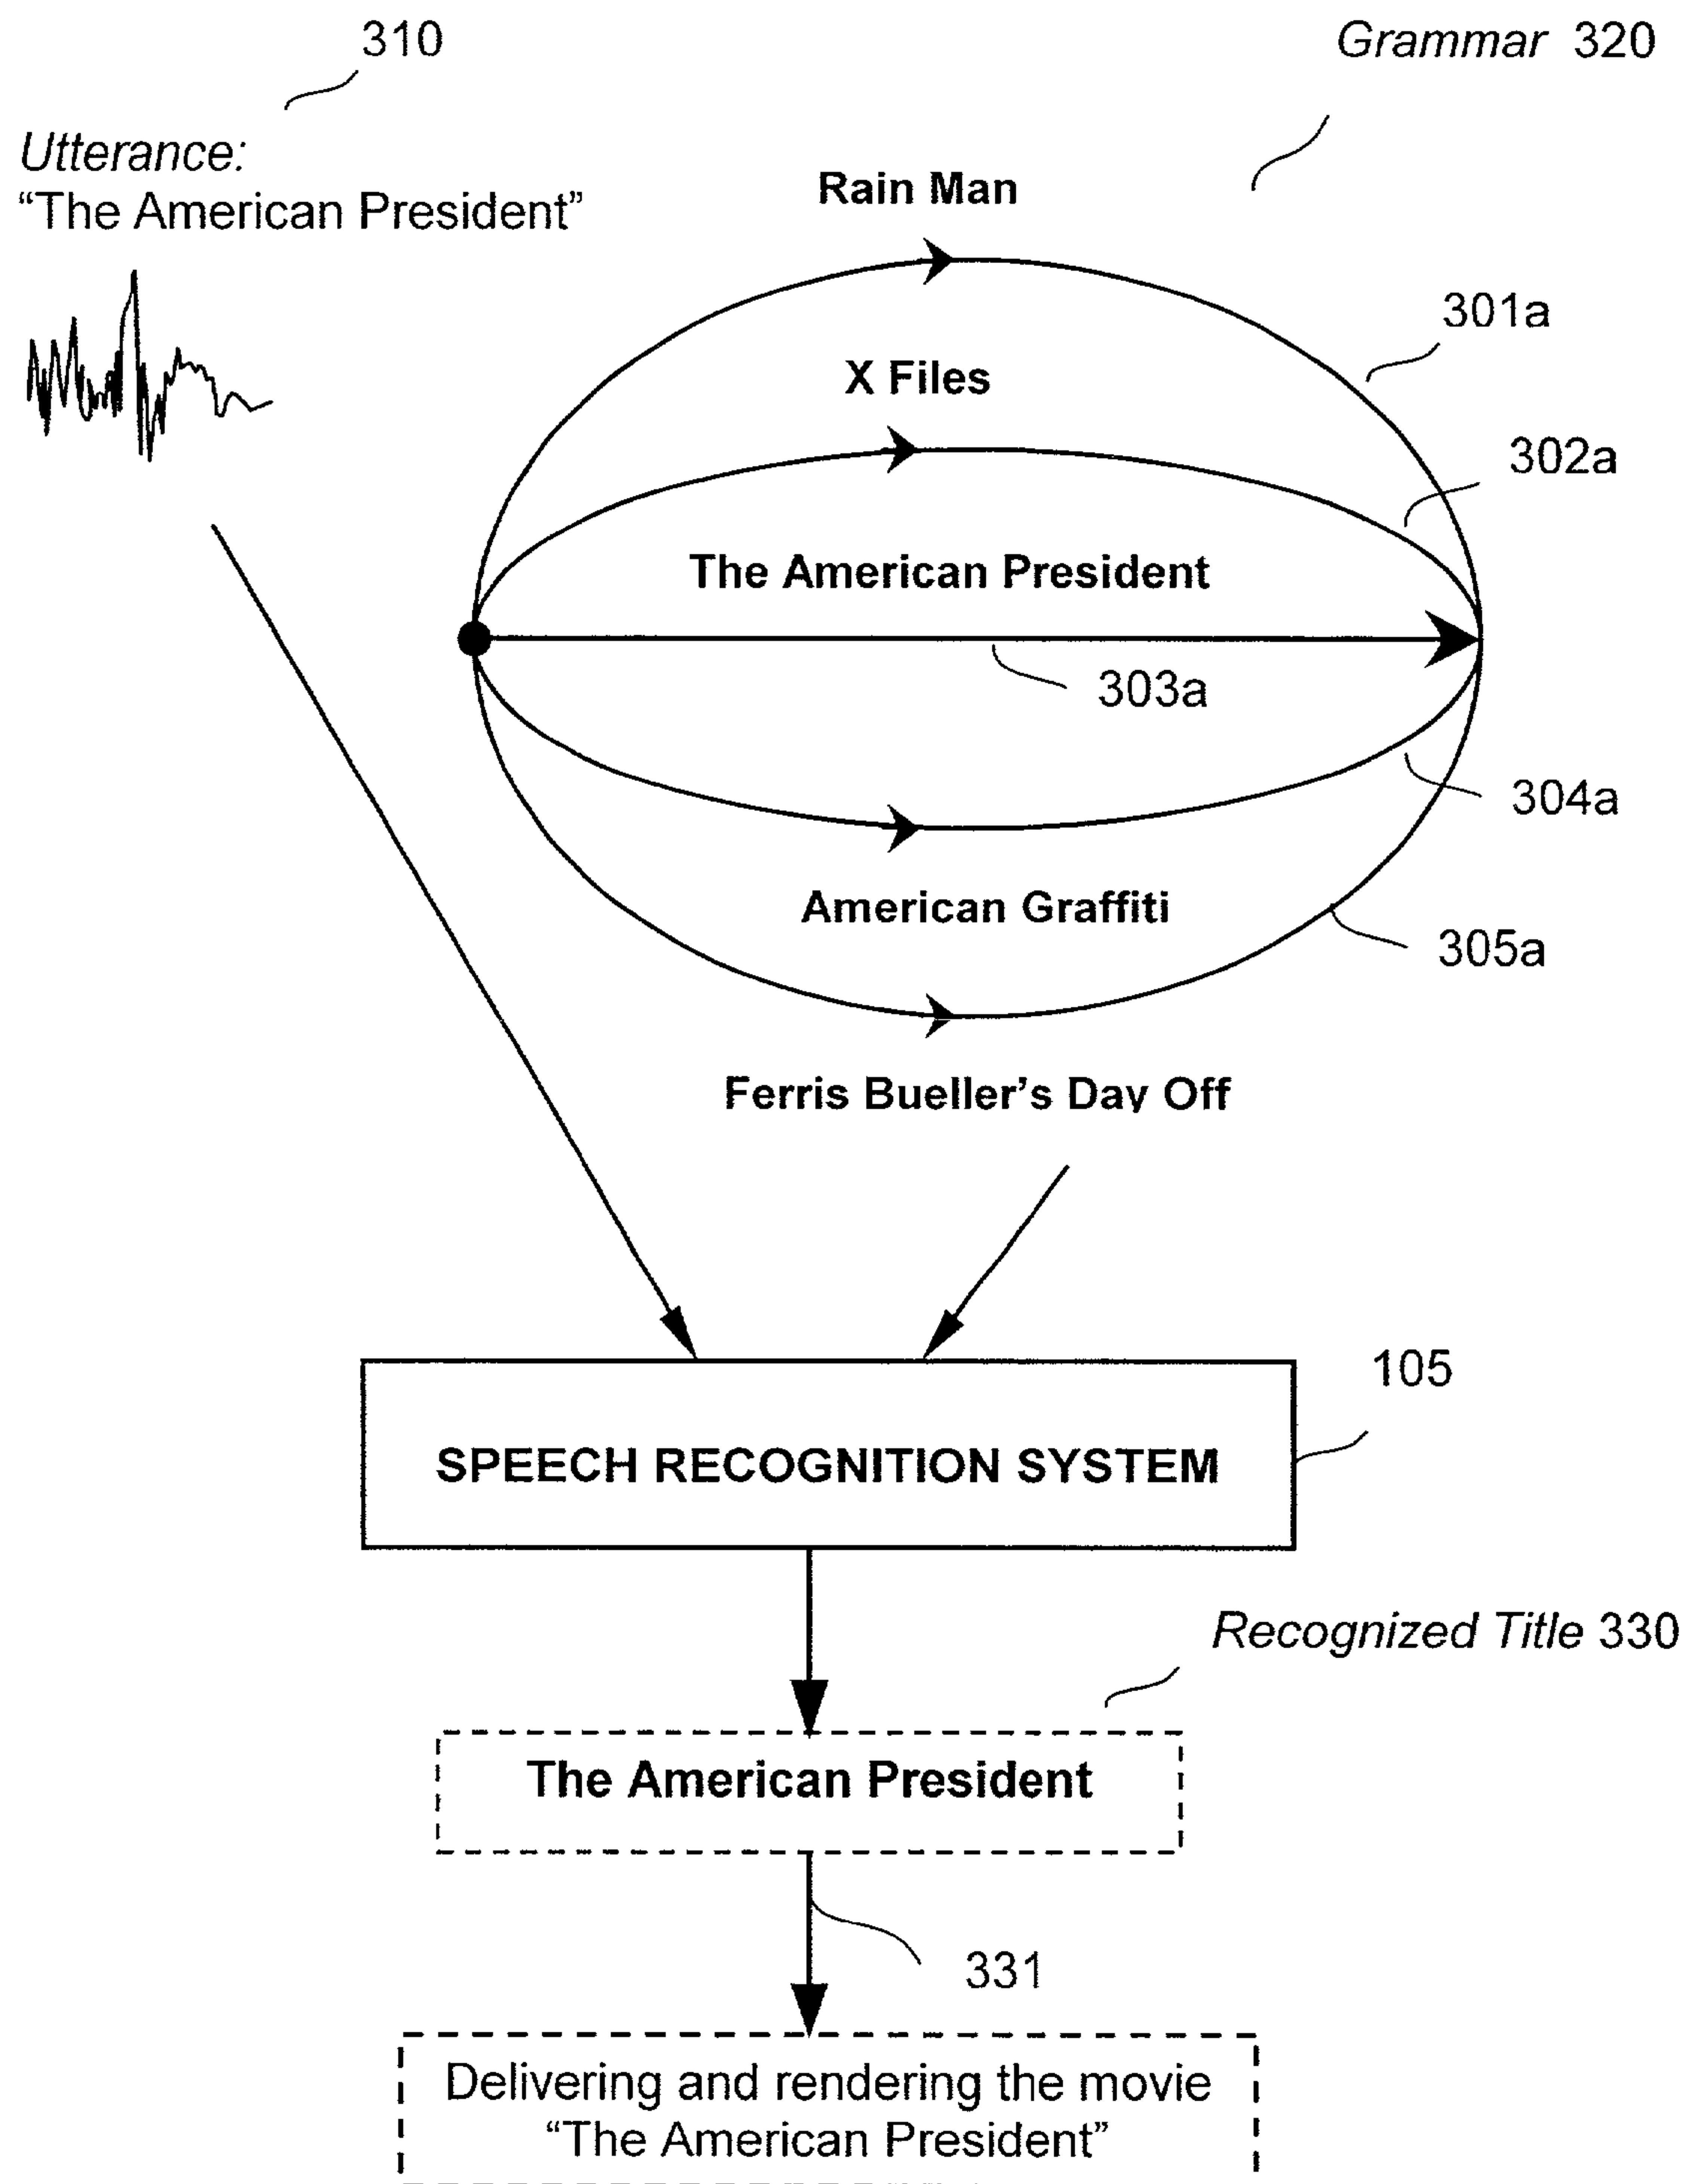 310
Grammar 320
Utterance:
“The American President”
Rain Man
301a
X Files
302a
The American President
303a
304a
American Graffiti
305a
Ferris Bueller’s Day Off
105
SPEECH RECOGNITION SYSTEM
Recognized Title 330
The American President
331
Delivering and rendering the movie
“The American President”